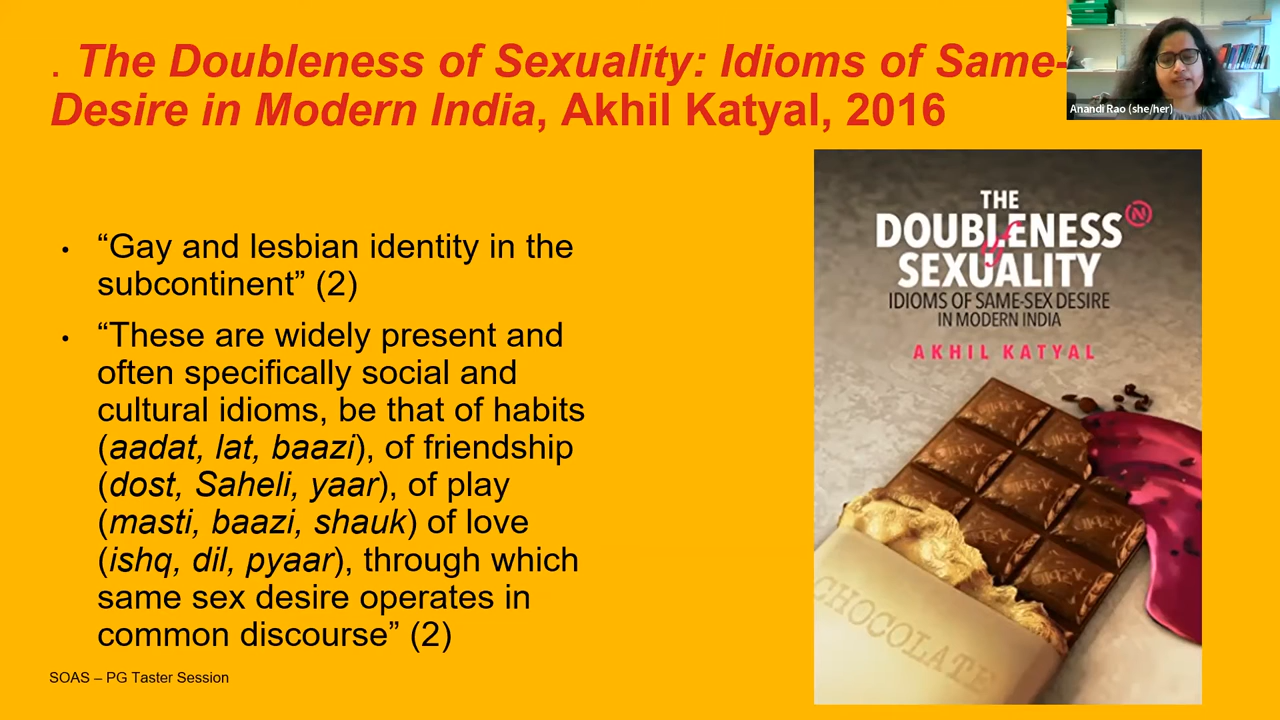 . The Doubleness of Sexuality: Idioms of Same-
Desire in Modern India, Akhil Katyal, 2016
Anandi Rao (she/her)
• “Gay and lesbian identity in the
subcontinent” (2)
• “These are widely present and
often specifically social and
cultural idioms, be that of habits
(aadat, lat, baazi), of friendship
(dost, Saheli, yaar), of play
(masti, baazi, shauk) of love
(ishq, dil, pyaar), through which
same sex desire operates in
common discourse” (2)
SOAS – PG Taster Session
THE
DOUBLENESS
of
SEXUALITY
IDIOMS OF SAME-SEX DESIRE
IN MODERN INDIA
AKHIL KATYAL
N
CHOCOLATE